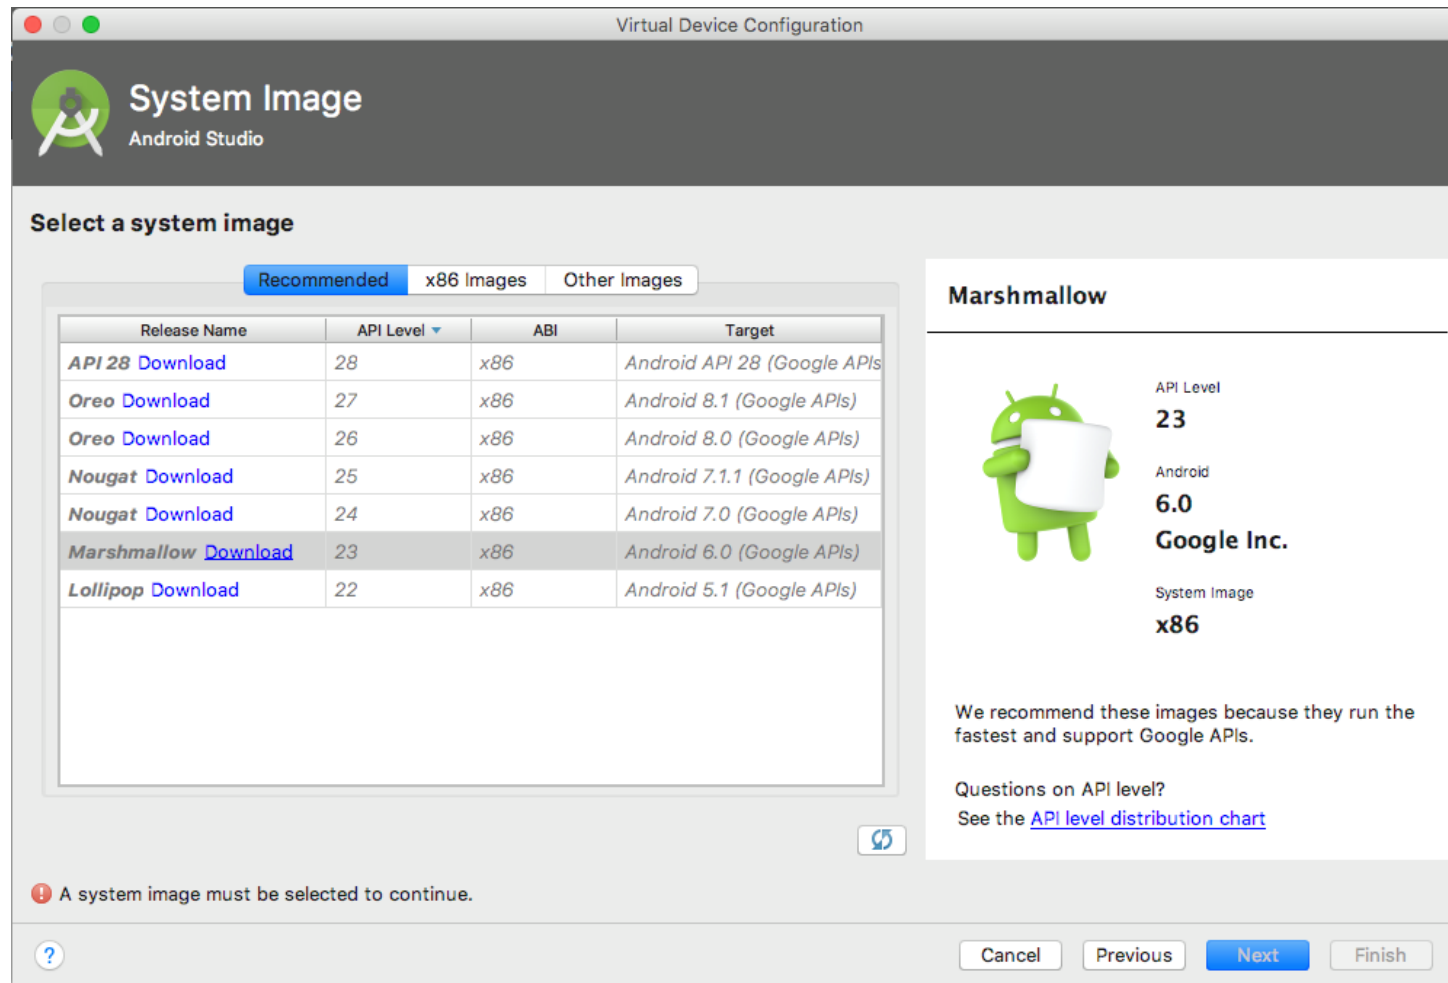 Virtual Device Configuration
System Image
Android Studio
Select a system image
Recommended x86 Images Other Images
Release Name API Level ABI Target
API 28 Download 28 x86 Android API 28 (Google APIs
Oreo Download 27 x86 Android 8.1 (Google APIs)
Oreo Download 26 x86 Android 8.0 (Google APIs)
Nougat Download 25 x86 Android 7.1.1 (Google APIs)
Nougat Download 24 x86 Android 7.0 (Google APIs)
Marshmallow Download 23 x86 Android 6.0 (Google APIs)
Lollipop Download 22 x86 Android 5.1 (Google APIs)
Marshmallow
API Level
23
Android
6.0
Google Inc.
System Image
x86
We recommend these images because they run the
fastest and support Google APIs.
Questions on API level?
See the API level distribution chart
A system image must be selected to continue.
? Cancel Previous Next Finish